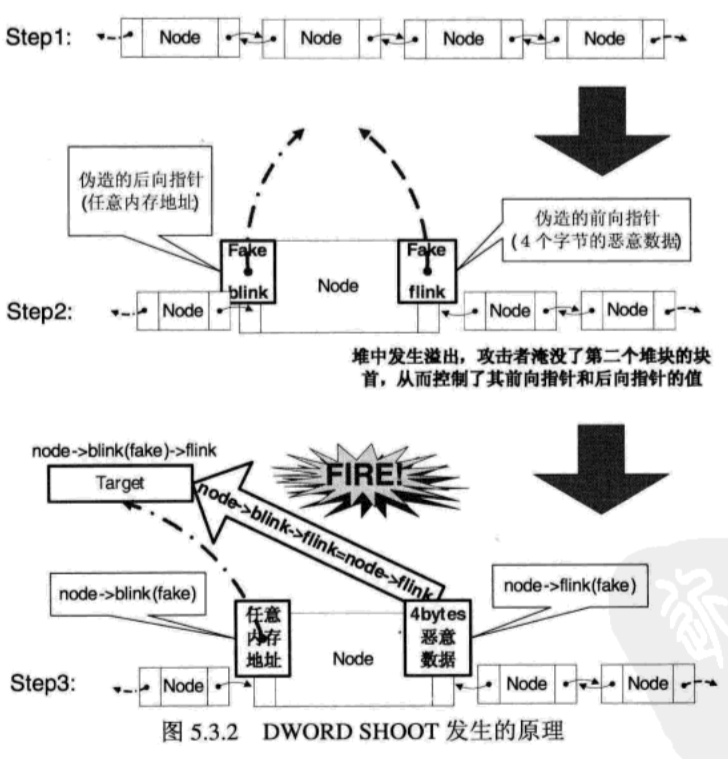 Step1:
Node
Node
Node
Node
伪造的后向指针
(任意内存地址)
伪造的前向指针
(4个字节的恶意数据)
Fake
blink
Node
Fake
flink
Step2:
Node
Node
Node
堆中发生溢出，攻击者淹没了第二个堆块的块
首，从而控制了其前向指针和后向指针的值
node->blink(fake)->flink
Target
FIRE!
node->blink->flink=node->flink
node->blink(fake)
node->flink(fake)
任意
内存
地址
Node
4bytes
恶意
数据
Step3:
Node
Node
Node
图 5.3.2 DWORD SHOOT 发生的原理